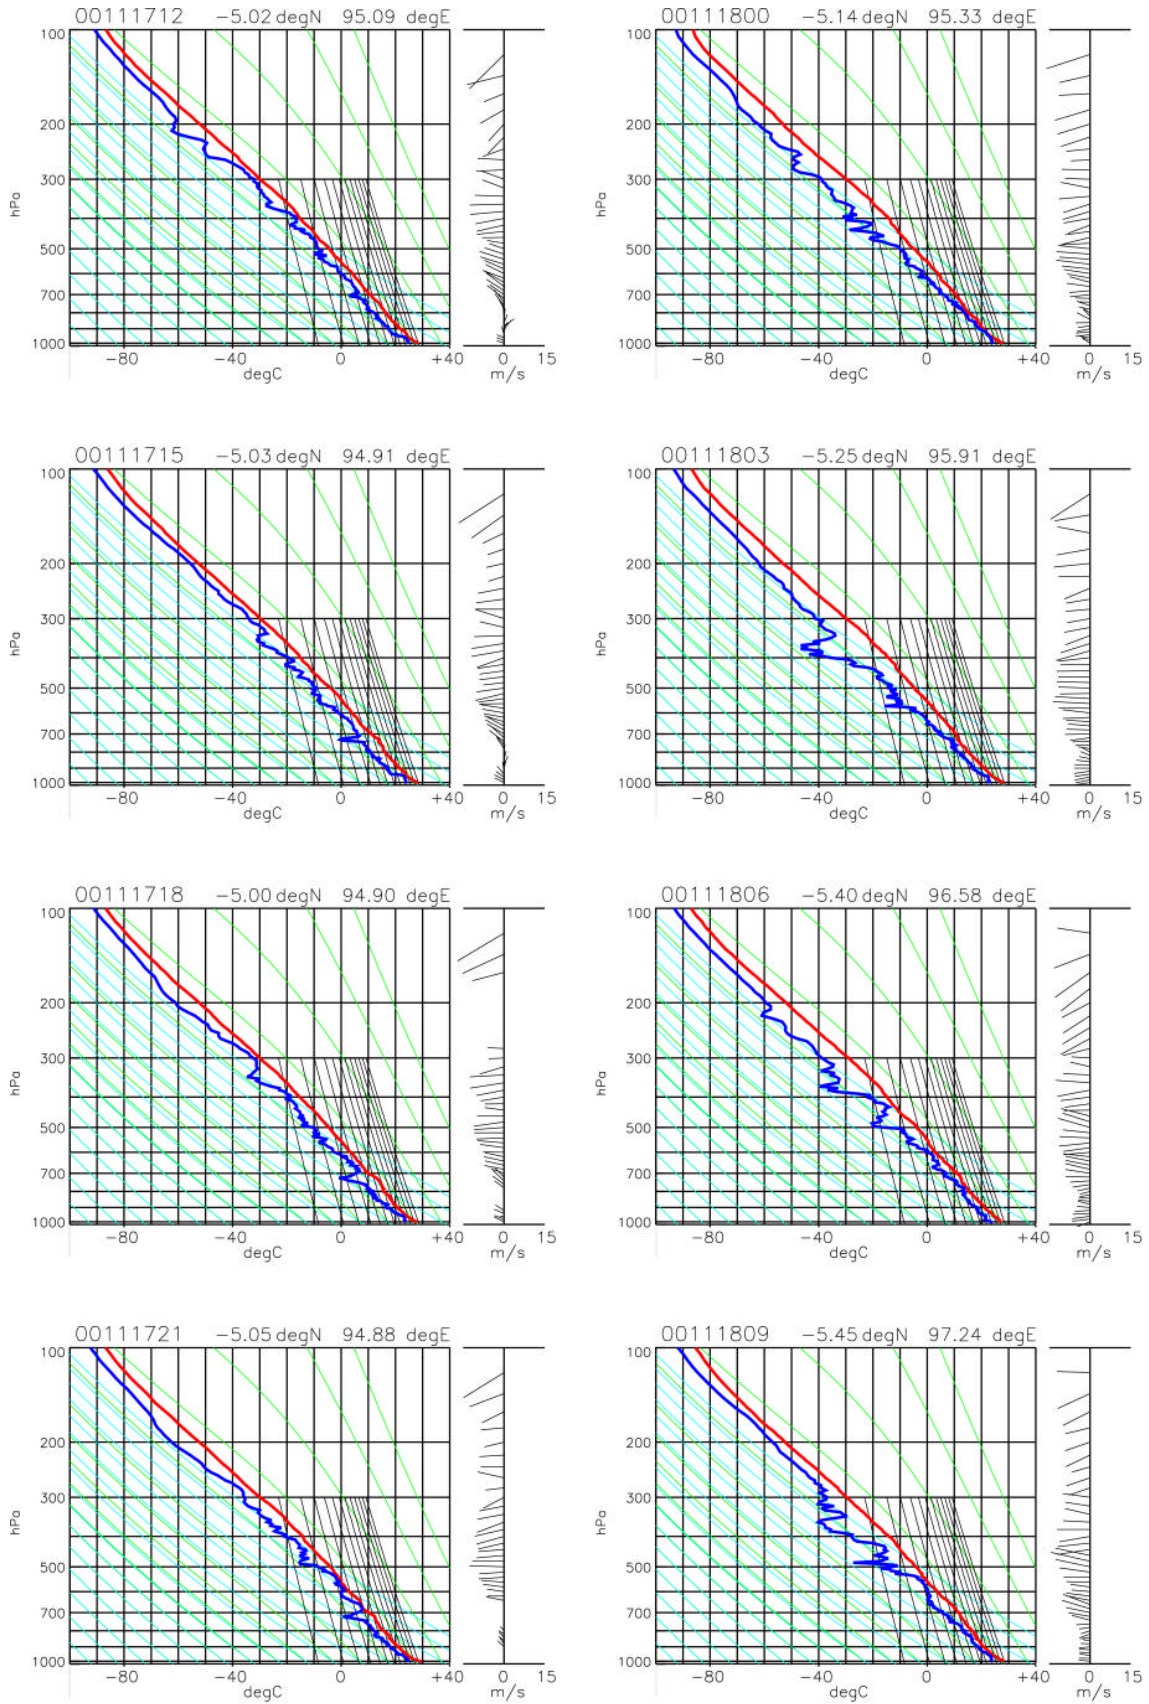 00111712 −5.02 degN 95.09 degE
100
200
300
500
700
1000
hPa
−80 −40 0 +40
degC
0 15
m/s
00111800 −5.14 degN 95.33 degE
100
200
300
500
700
1000
hPa
−80 −40 0 +40
degC
0 15
m/s
00111715 −5.03 degN 94.91 degE
100
200
300
500
700
1000
hPa
−80 −40 0 +40
degC
0 15
m/s
00111803 −5.25 degN 95.91 degE
100
200
300
500
700
1000
hPa
−80 −40 0 +40
degC
0 15
m/s
00111718 −5.00 degN 94.90 degE
100
200
300
500
700
1000
hPa
−80 −40 0 +40
degC
0 15
m/s
00111806 −5.40 degN 96.58 degE
100
200
300
500
700
1000
hPa
−80 −40 0 +40
degC
0 15
m/s
00111721 −5.05 degN 94.88 degE
100
200
300
500
700
1000
hPa
−80 −40 0 +40
degC
0 15
m/s
00111809 −5.45 degN 97.24 degE
100
200
300
500
700
1000
hPa
−80 −40 0 +40
degC
0 15
m/s